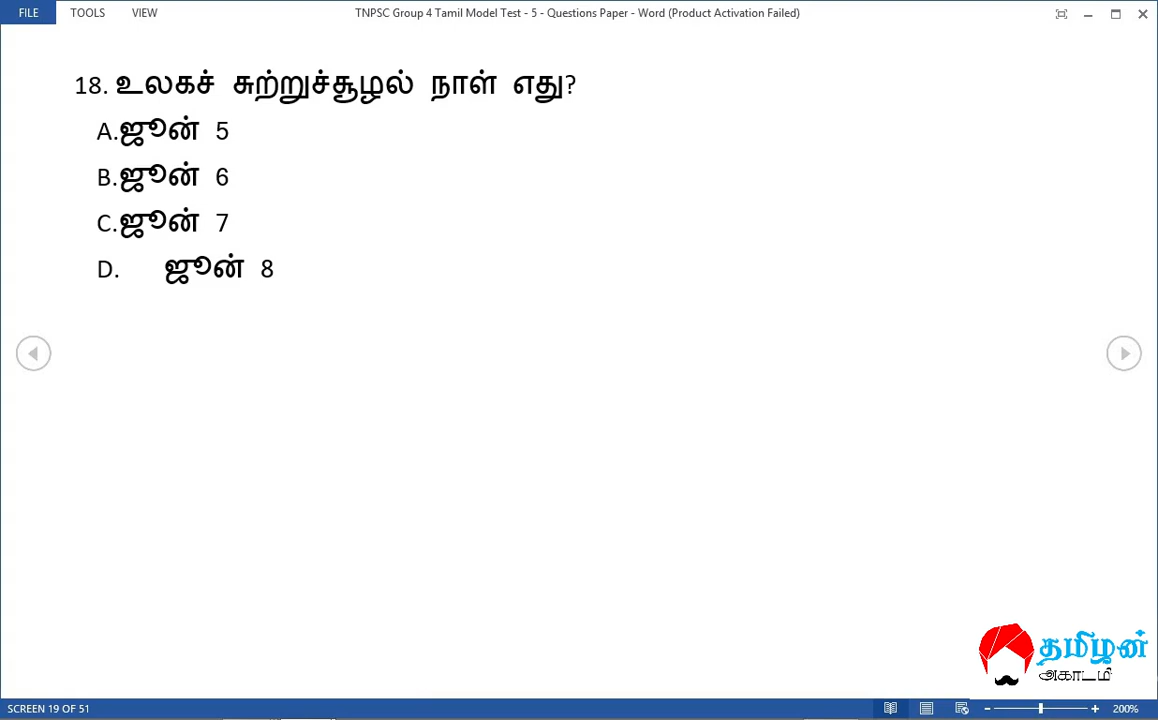 FILE TOOLS VIEW TNPSC Group 4 Tamil Model Test - 5 - Questions Paper - Word (Product Activation Failed)
18. உலகச் சுற்றுச்சூழல் நாள் எது?
A.ஜூன் 5
B.ஜூன் 6
C.ஜூன் 7
D. ஜூன் 8
தமிழன்
அகாடமி
SCREEN 19 OF 51 200%